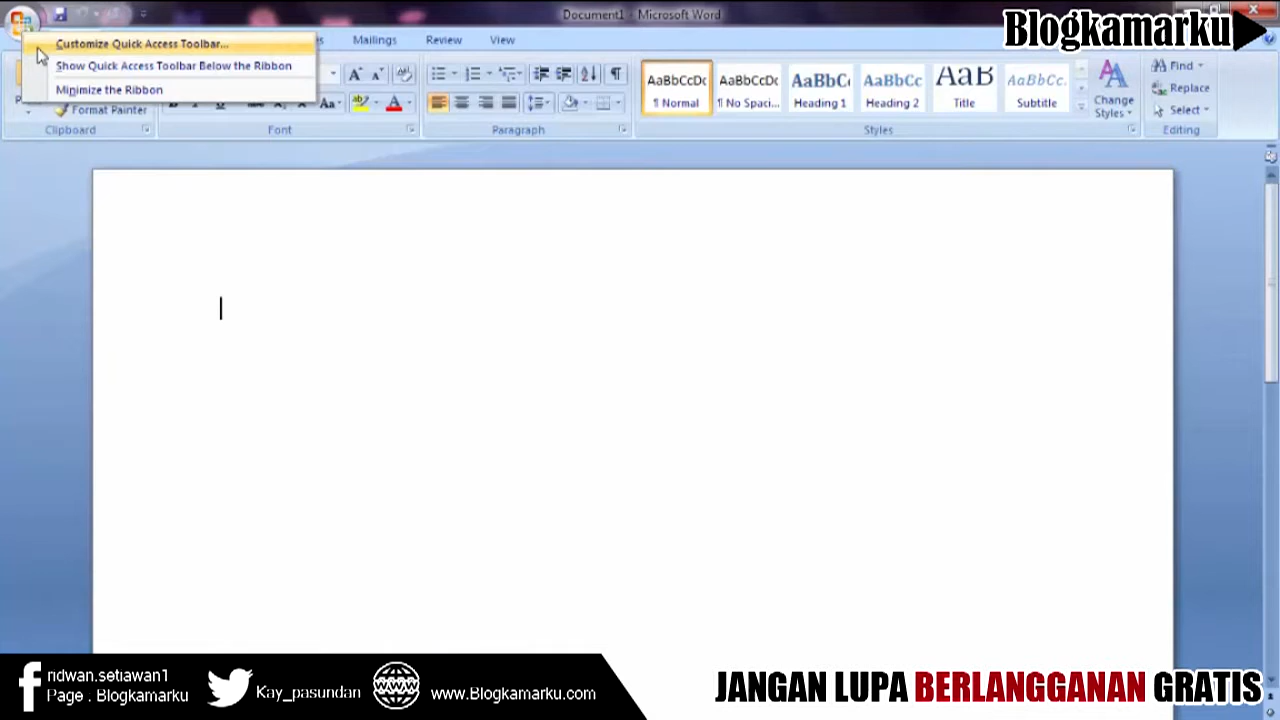 Document1 - Microsoft Word
Blogkamarku
Customize Quick Access Toolbar...
Show Quick Access Toolbar Below the Ribbon
Minimize the Ribbon
Mailings
Review
View
Format Painter
Clipboard
Font
Paragraph
AaBbCcDc
¶ Normal
AaBbCcDc
¶ No Spaci...
AaBbCc
Heading 1
AaBbCc
Heading 2
AaB
Title
AaBbCc.
Subtitle
Change
Styles
Styles
Find
Replace
Select
Editing
ridwan.setiawan1
Page : Blogkamarku
Kay_pasundan
www.Blogkamarku.com
JANGAN LUPA BERLANGGANAN GRATIS